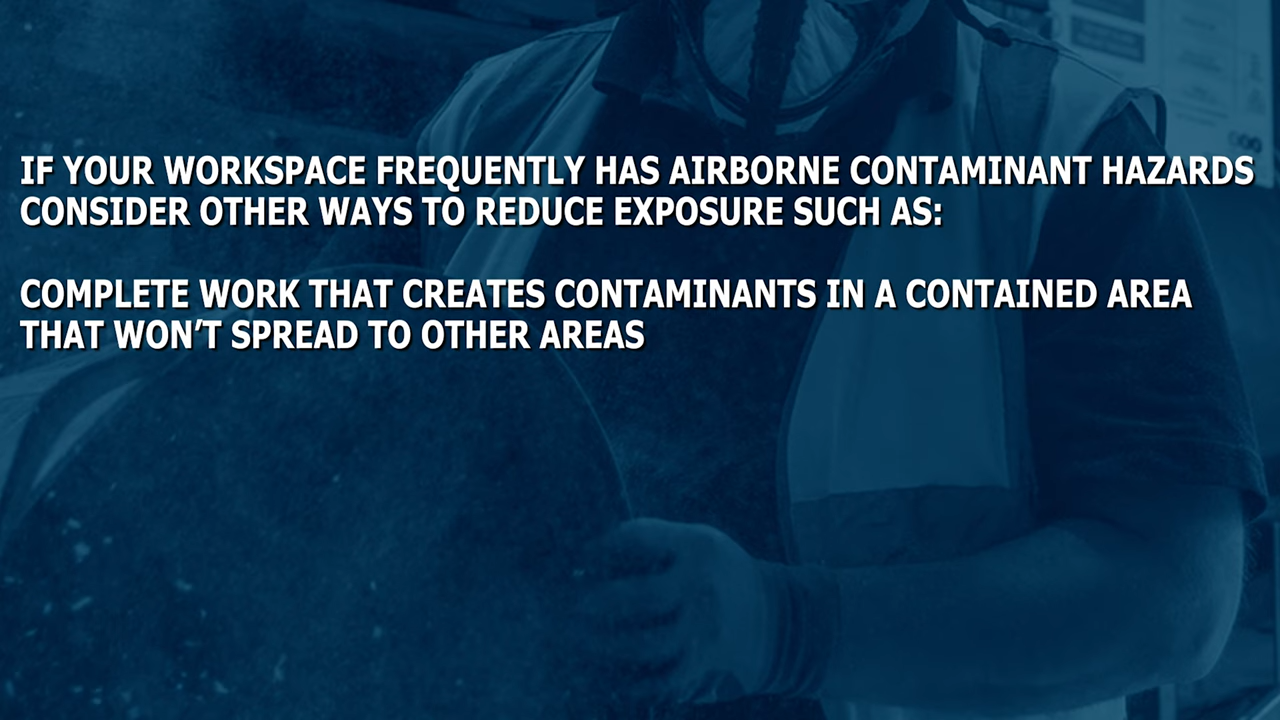 IF YOUR WORKSPACE FREQUENTLY HAS AIRBORNE CONTAMINANT HAZARDS
CONSIDER OTHER WAYS TO REDUCE EXPOSURE SUCH AS:
COMPLETE WORK THAT CREATES CONTAMINANTS IN A CONTAINED AREA
THAT WON'T SPREAD TO OTHER AREAS